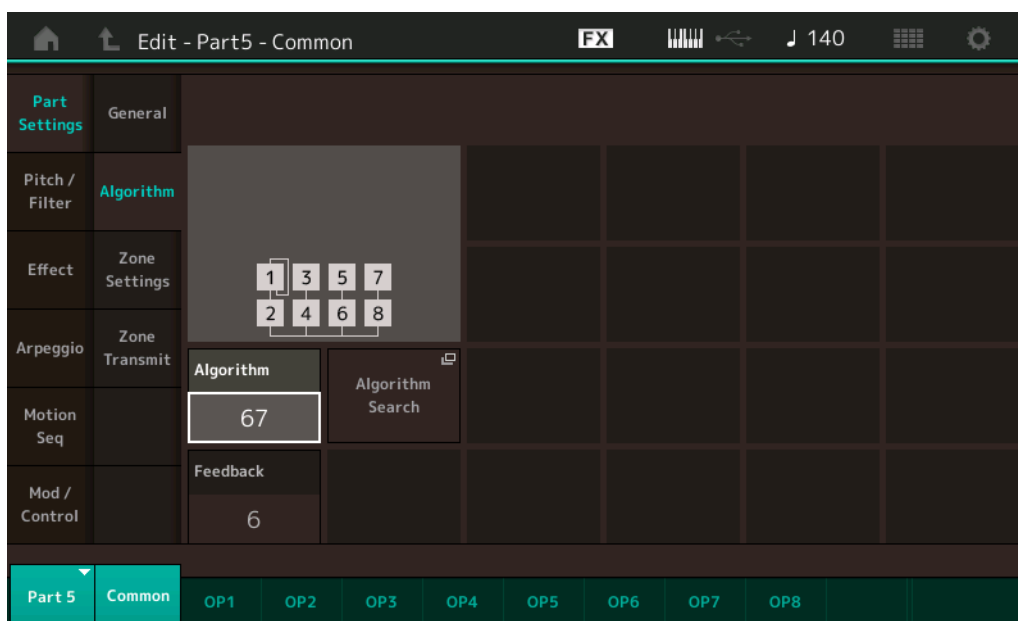 Edit - Part5 - Common FX 140
Part
Settings
General
Pitch /
Filter
Algorithm
Effect
Zone
Settings
Arpeggio
Zone
Transmit
Motion
Seq
Mod /
Control
1 3 5 7
2 4 6 8
Algorithm
67
Algorithm
Search
Feedback
6
Part 5 Common OP1 OP2 OP3 OP4 OP5 OP6 OP7 OP8